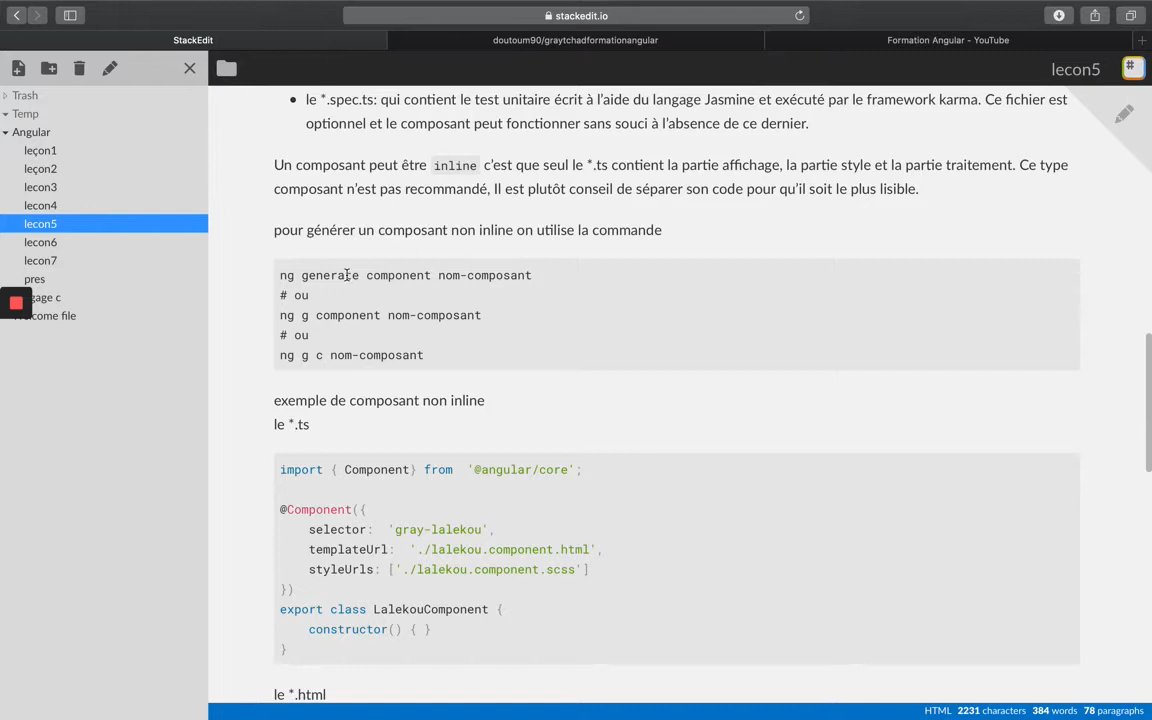 stackedit.io
StackEdit
doutoum90/graytchadformationangular
Formation Angular - YouTube
lecon5
Trash
Temp
Angular
leçon1
leçon2
lecon3
lecon4
lecon5
lecon6
lecon7
pres
gage c
lcome file
le *.spec.ts: qui contient le test unitaire écrit à l’aide du langage Jasmine et exécuté par le framework karma. Ce fichier est
optionnel et le composant peut fonctionner sans souci à l’absence de ce dernier.
Un composant peut être inline c’est que seul le *.ts contient la partie affichage, la partie style et la partie traitement. Ce type
composant n’est pas recommandé, Il est plutôt conseil de séparer son code pour qu’il soit le plus lisible.
pour générer un composant non inline on utilise la commande
ng generate component nom-composant
# ou
ng g component nom-composant
# ou
ng g c nom-composant
exemple de composant non inline
le *.ts
import { Component} from '@angular/core';
@Component({
selector: 'gray-lalekou',
templateUrl: './lalekou.component.html',
styleUrls: ['./lalekou.component.scss']
})
export class LalekouComponent {
constructor() { }
}
le *.html
HTML 2231 characters 384 words 78 paragraphs